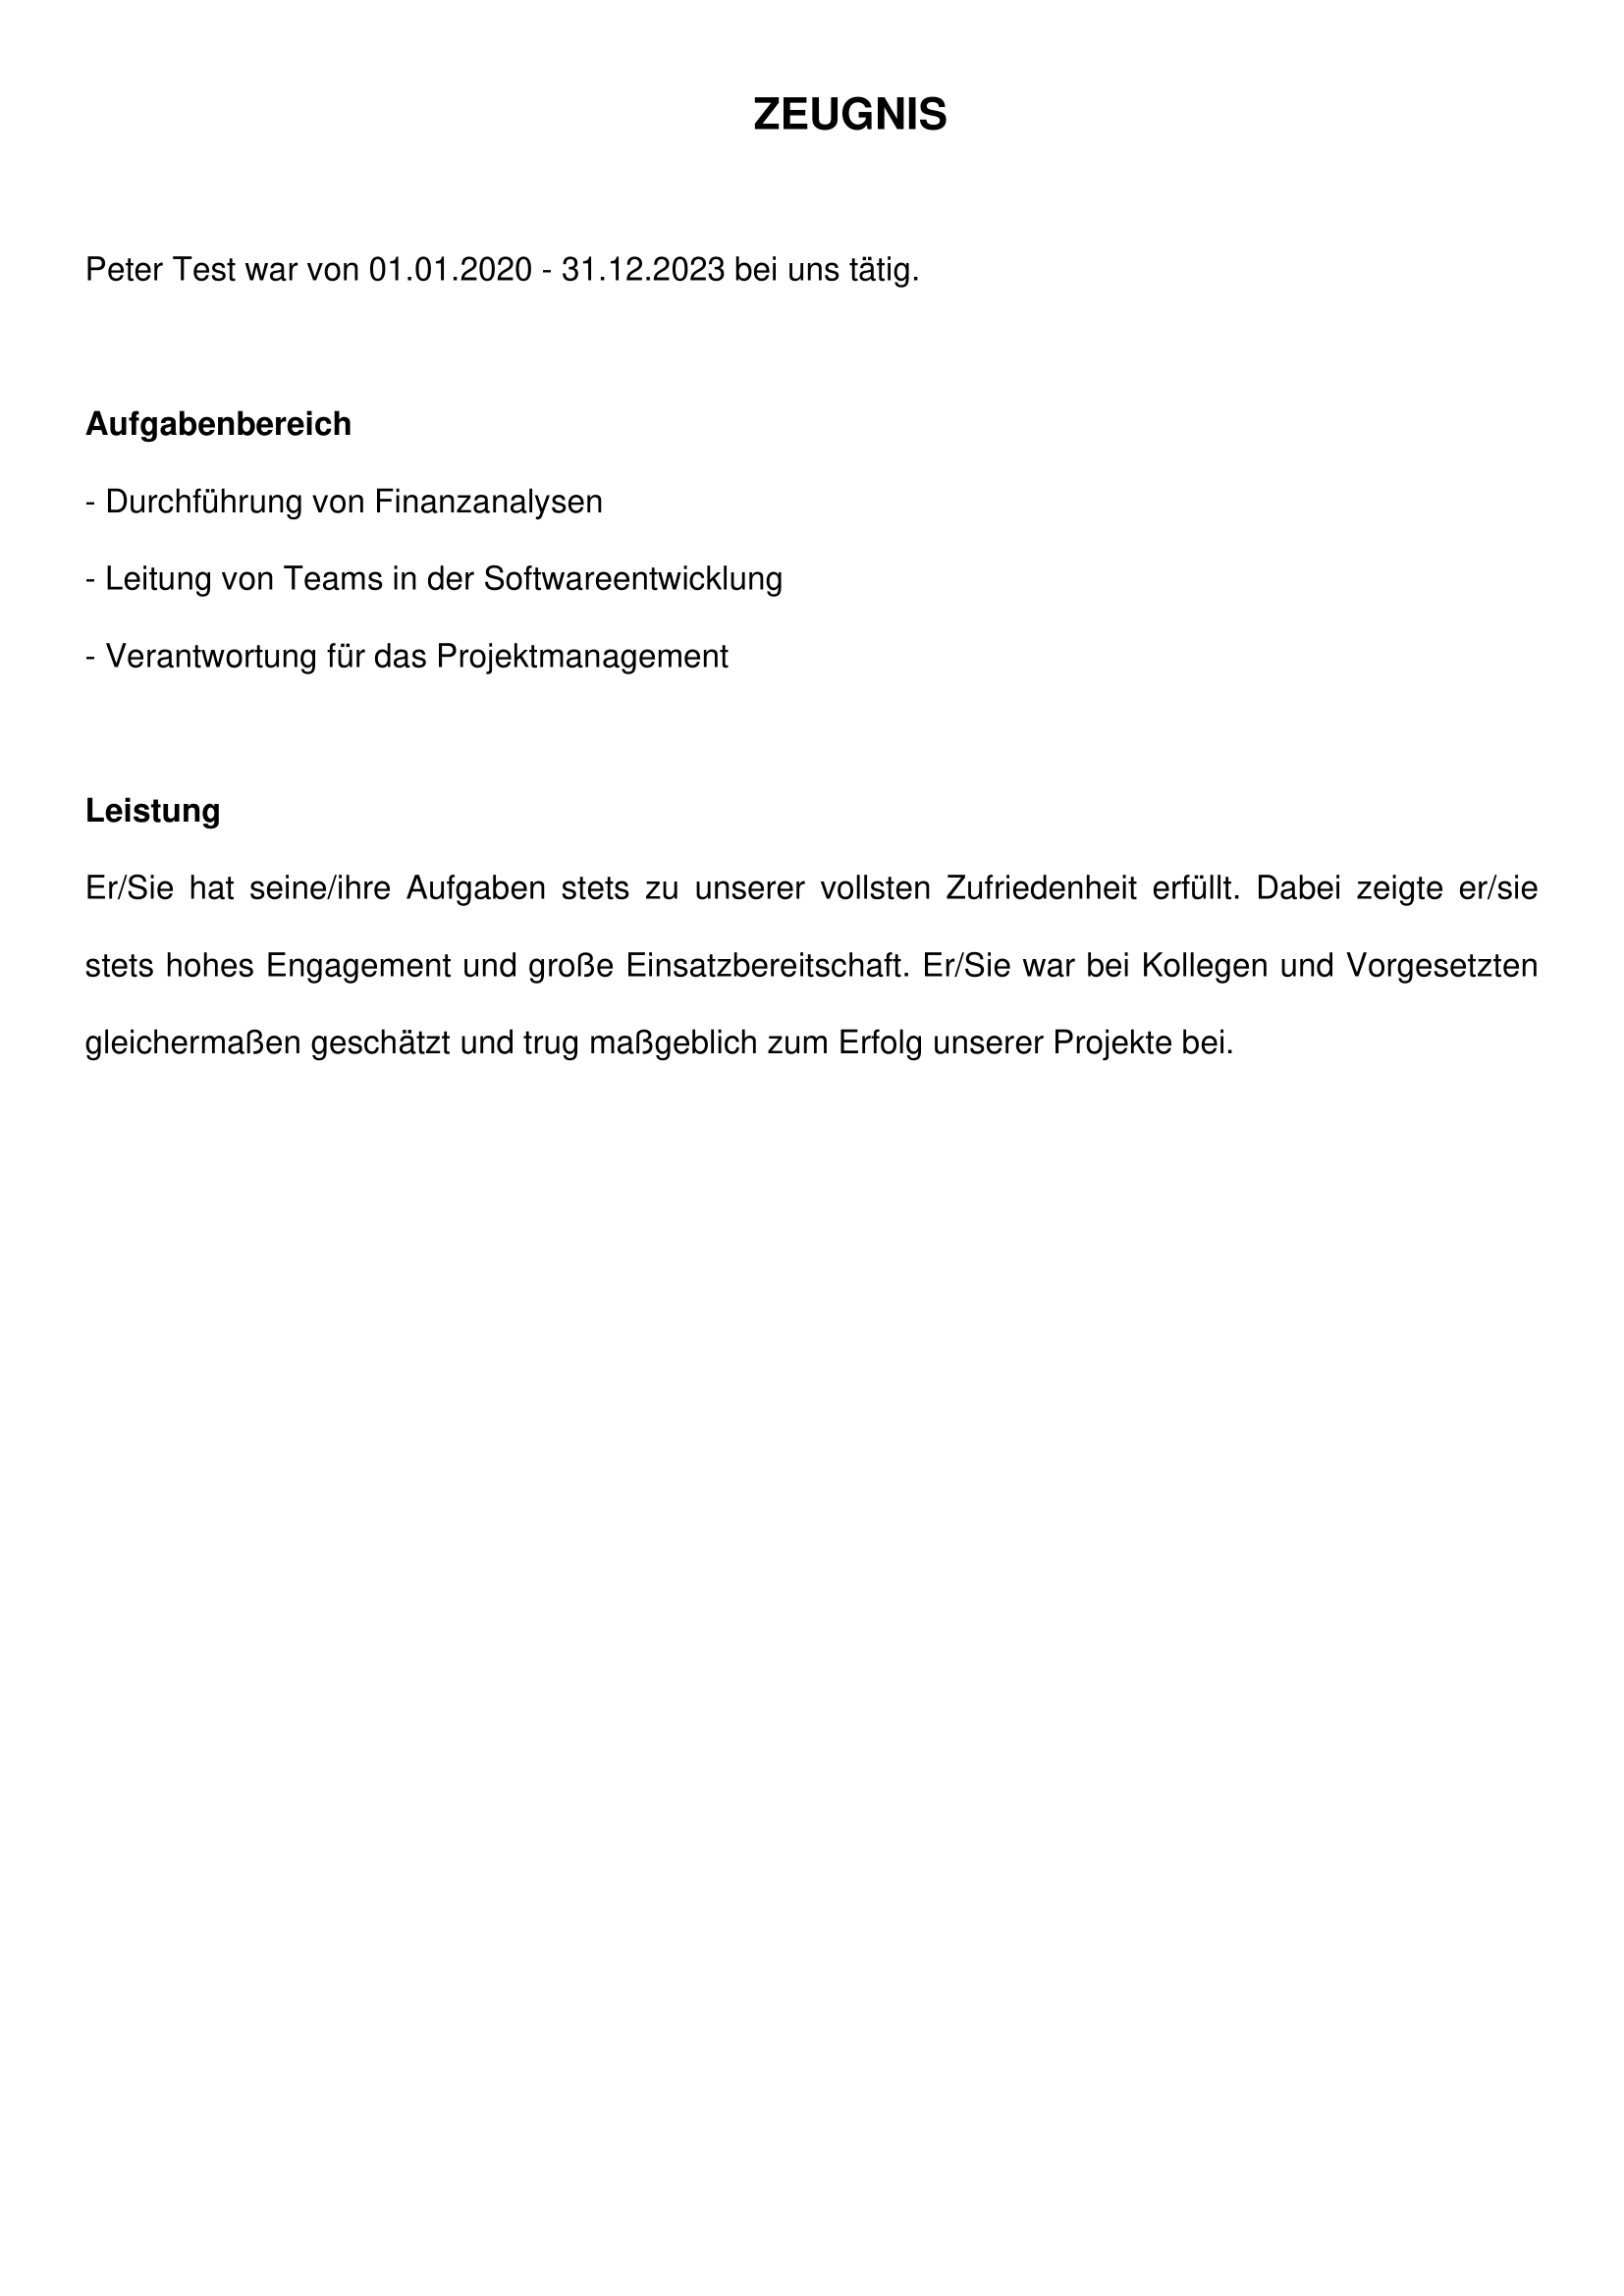 ZEUGNIS
Peter Test war von 01.01.2020 - 31.12.2023 bei uns tätig.
Aufgabenbereich
- Durchführung von Finanzanalysen
- Leitung von Teams in der Softwareentwicklung
- Verantwortung für das Projektmanagement
Leistung
Er/Sie hat seine/ihre Aufgaben stets zu unserer vollsten Zufriedenheit erfüllt. Dabei zeigte er/sie
stets hohes Engagement und große Einsatzbereitschaft. Er/Sie war bei Kollegen und Vorgesetzten
gleichermaßen geschätzt und trug maßgeblich zum Erfolg unserer Projekte bei.